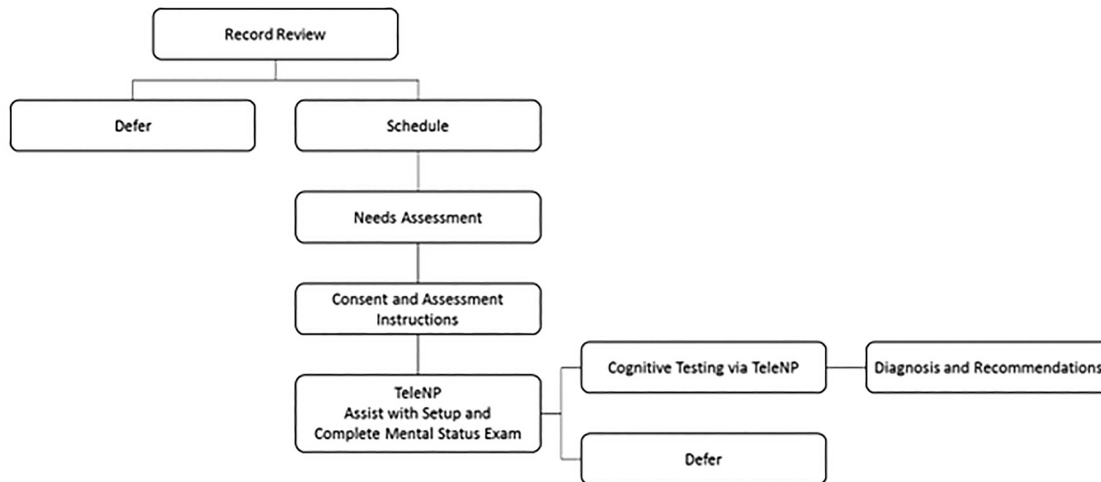 Record Review
Defer
Schedule
Needs Assessment
Consent and Assessment
Instructions
TeleNP
Assist with Setup and
Complete Mental Status Exam
Cognitive Testing via TeleNP
Diagnosis and Recommendations
Defer